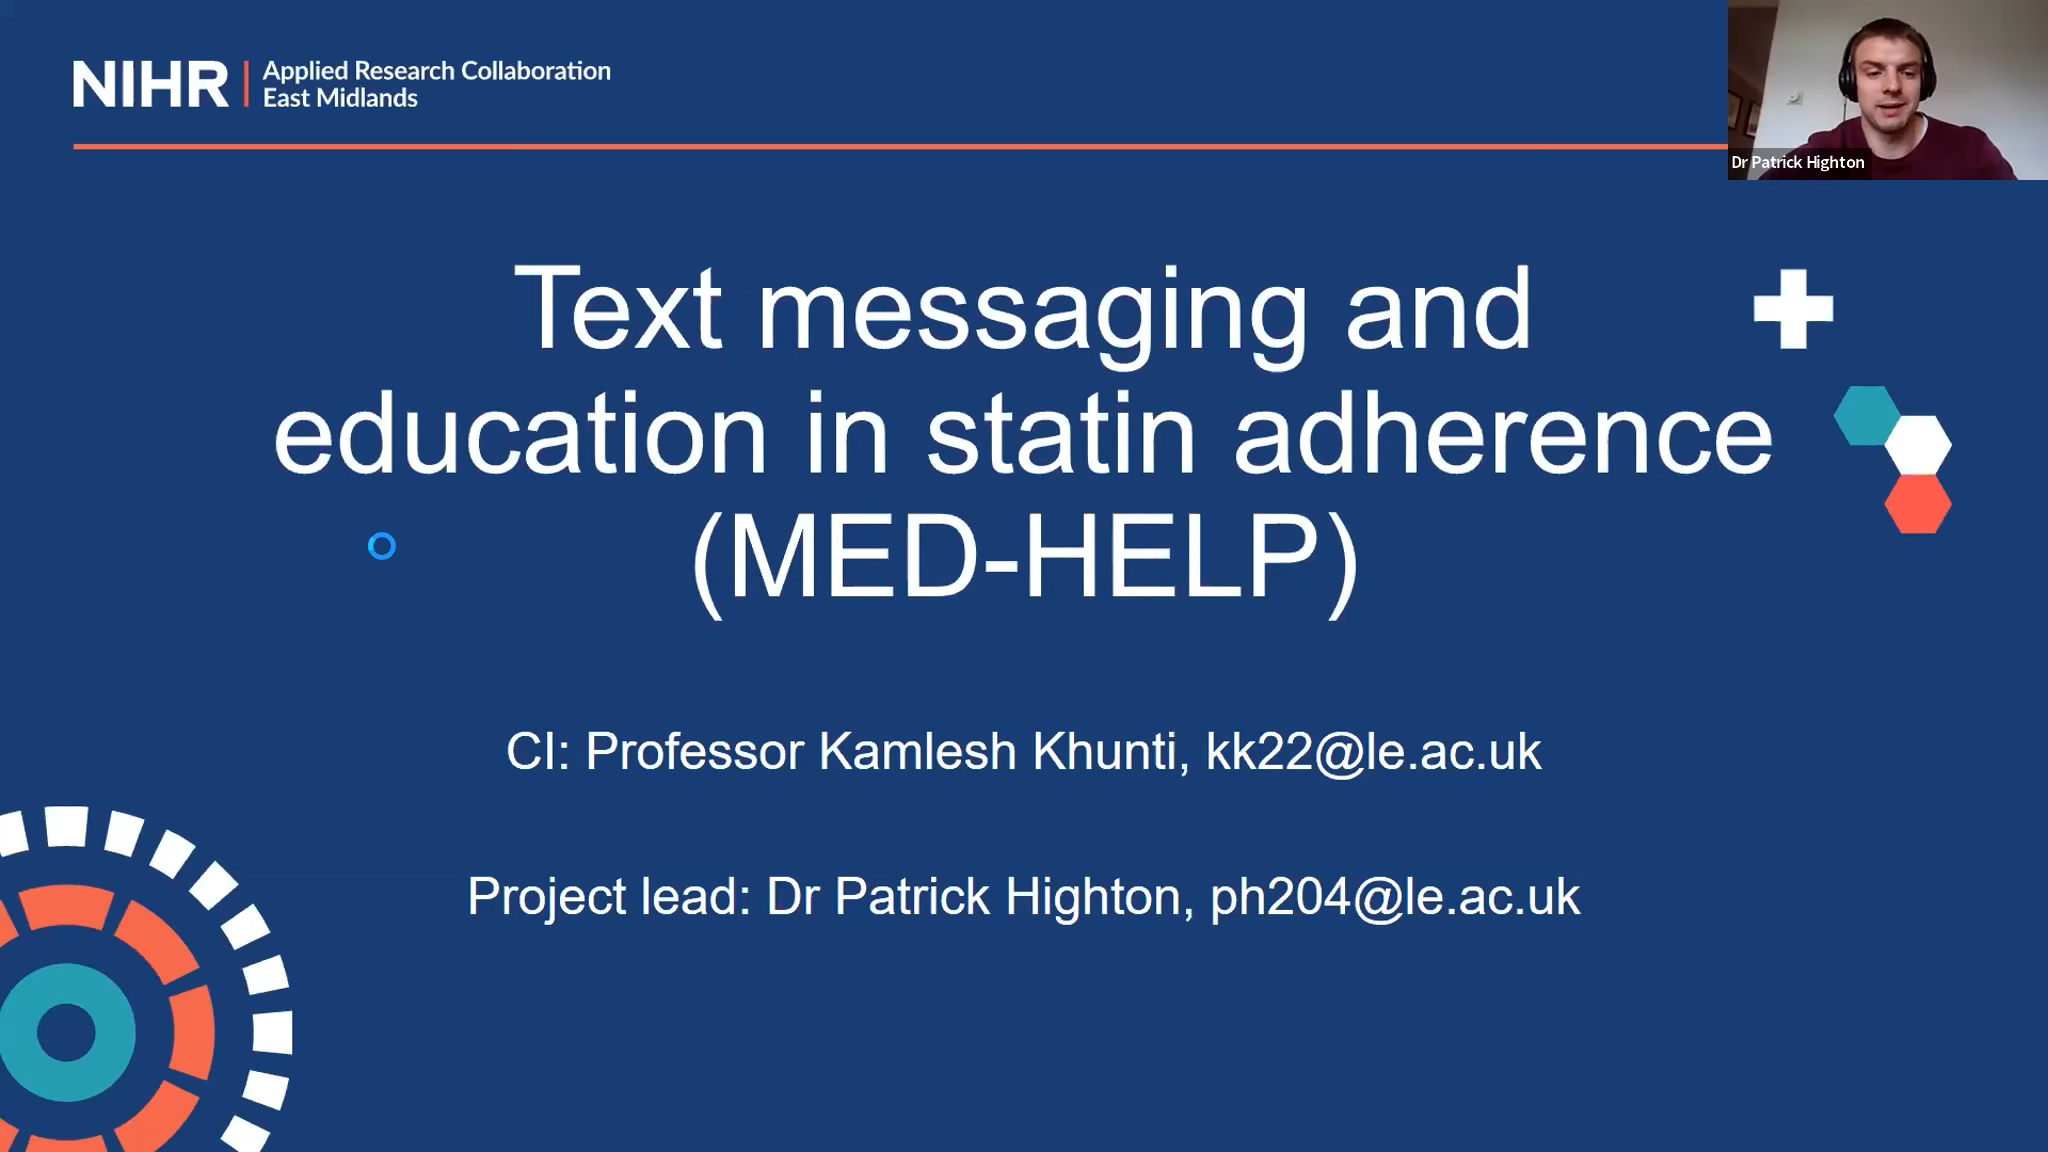 NIHR | Applied Research Collaboration
East Midlands
Dr Patrick Highton
Text messaging and
education in statin adherence
(MED-HELP)
CI: Professor Kamlesh Khunti, kk22@le.ac.uk
Project lead: Dr Patrick Highton, ph204@le.ac.uk